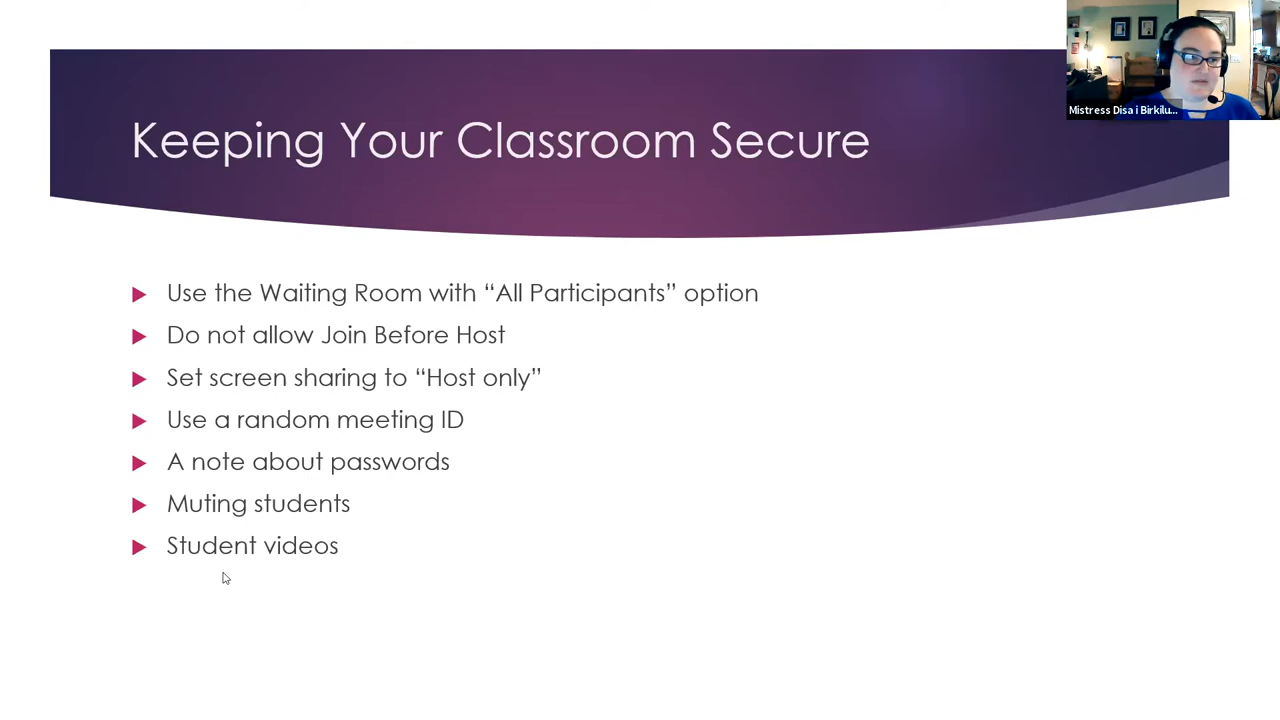 Keeping Your Classroom Secure
Mistress Disa i Birkilu...
Use the Waiting Room with “All Participants” option
Do not allow Join Before Host
Set screen sharing to “Host only”
Use a random meeting ID
A note about passwords
Muting students
Student videos